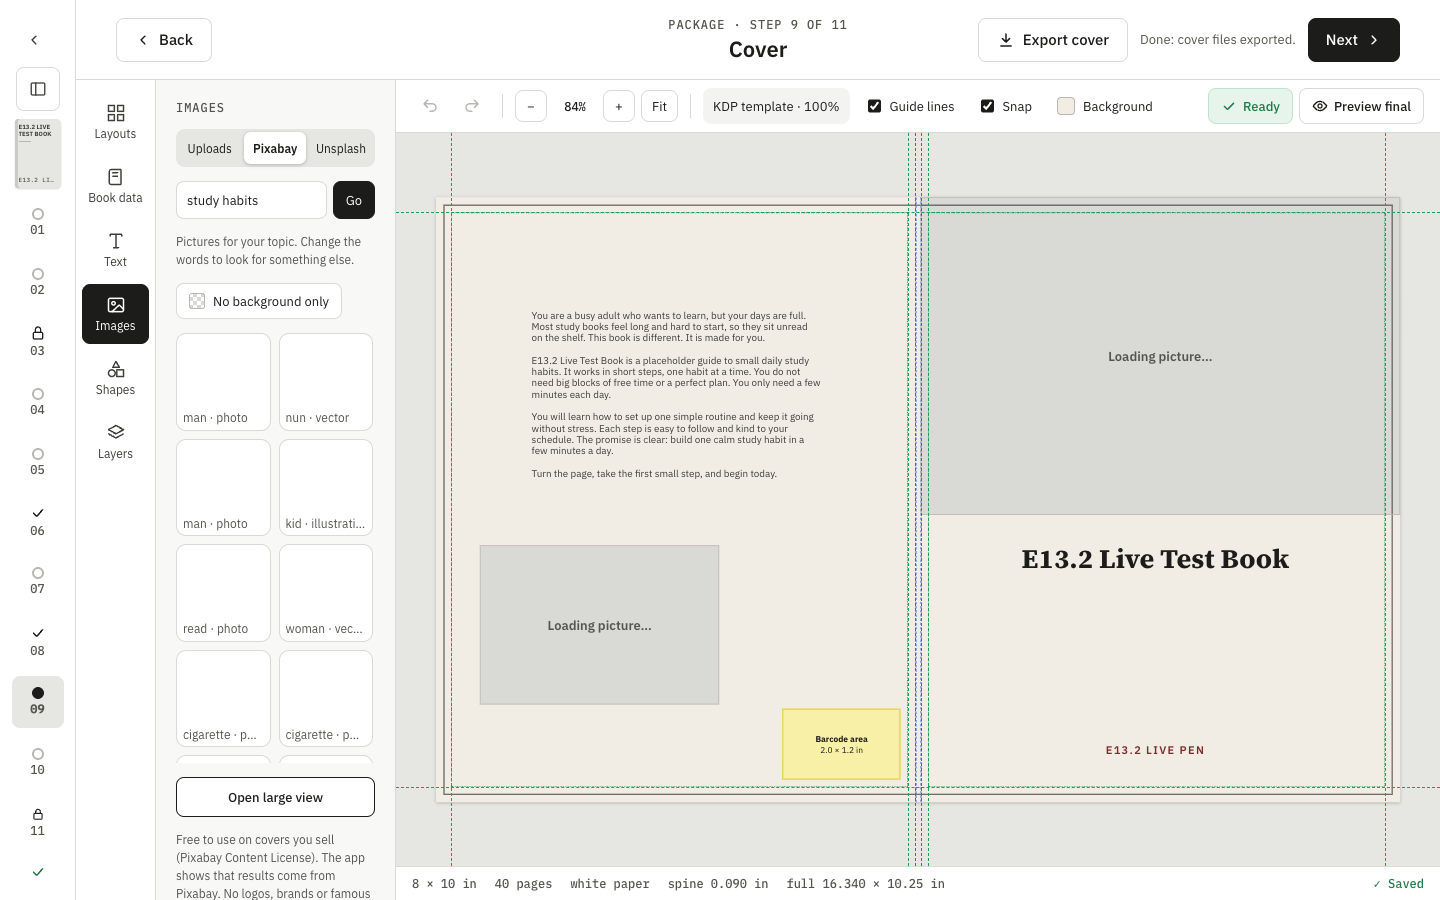 PACKAGE · STEP 9 OF 11
Back
Cover
Export cover
Done: cover files exported.
Next
E13.2 LIVE
TEST BOOK
E13.2 LI…
01
02
03
04
05
06
07
08
09
10
11
Layouts
Book data
Text
Images
Shapes
Layers
IMAGES
Uploads
Pixabay
Unsplash
study habits
Go
Pictures for your topic. Change the
words to look for something else.
No background only
man · photo
nun · vector
man · photo
kid · illustrati...
read · photo
woman · vec...
cigarette · p...
cigarette · p...
Open large view
Free to use on covers you sell
(Pixabay Content License). The app
shows that results come from
Pixabay. No logos, brands or famous
−
84%
+
Fit
KDP template · 100%
Guide lines
Snap
Background
Ready
Preview final
You are a busy adult who wants to learn, but your days are full.
Most study books feel long and hard to start, so they sit unread
on the shelf. This book is different. It is made for you.
E13.2 Live Test Book is a placeholder guide to small daily study
habits. It works in short steps, one habit at a time. You do not
need big blocks of free time or a perfect plan. You only need a few
minutes each day.
You will learn how to set up one simple routine and keep it going
without stress. Each step is easy to follow and kind to your
schedule. The promise is clear: build one calm study habit in a
few minutes a day.
Turn the page, take the first small step, and begin today.
Loading picture...
Barcode area
2.0 × 1.2 in
Loading picture...
E13.2 Live Test Book
E13.2 LIVE PEN
8 × 10 in
40 pages
white paper
spine 0.090 in
full 16.340 × 10.25 in
✓ Saved